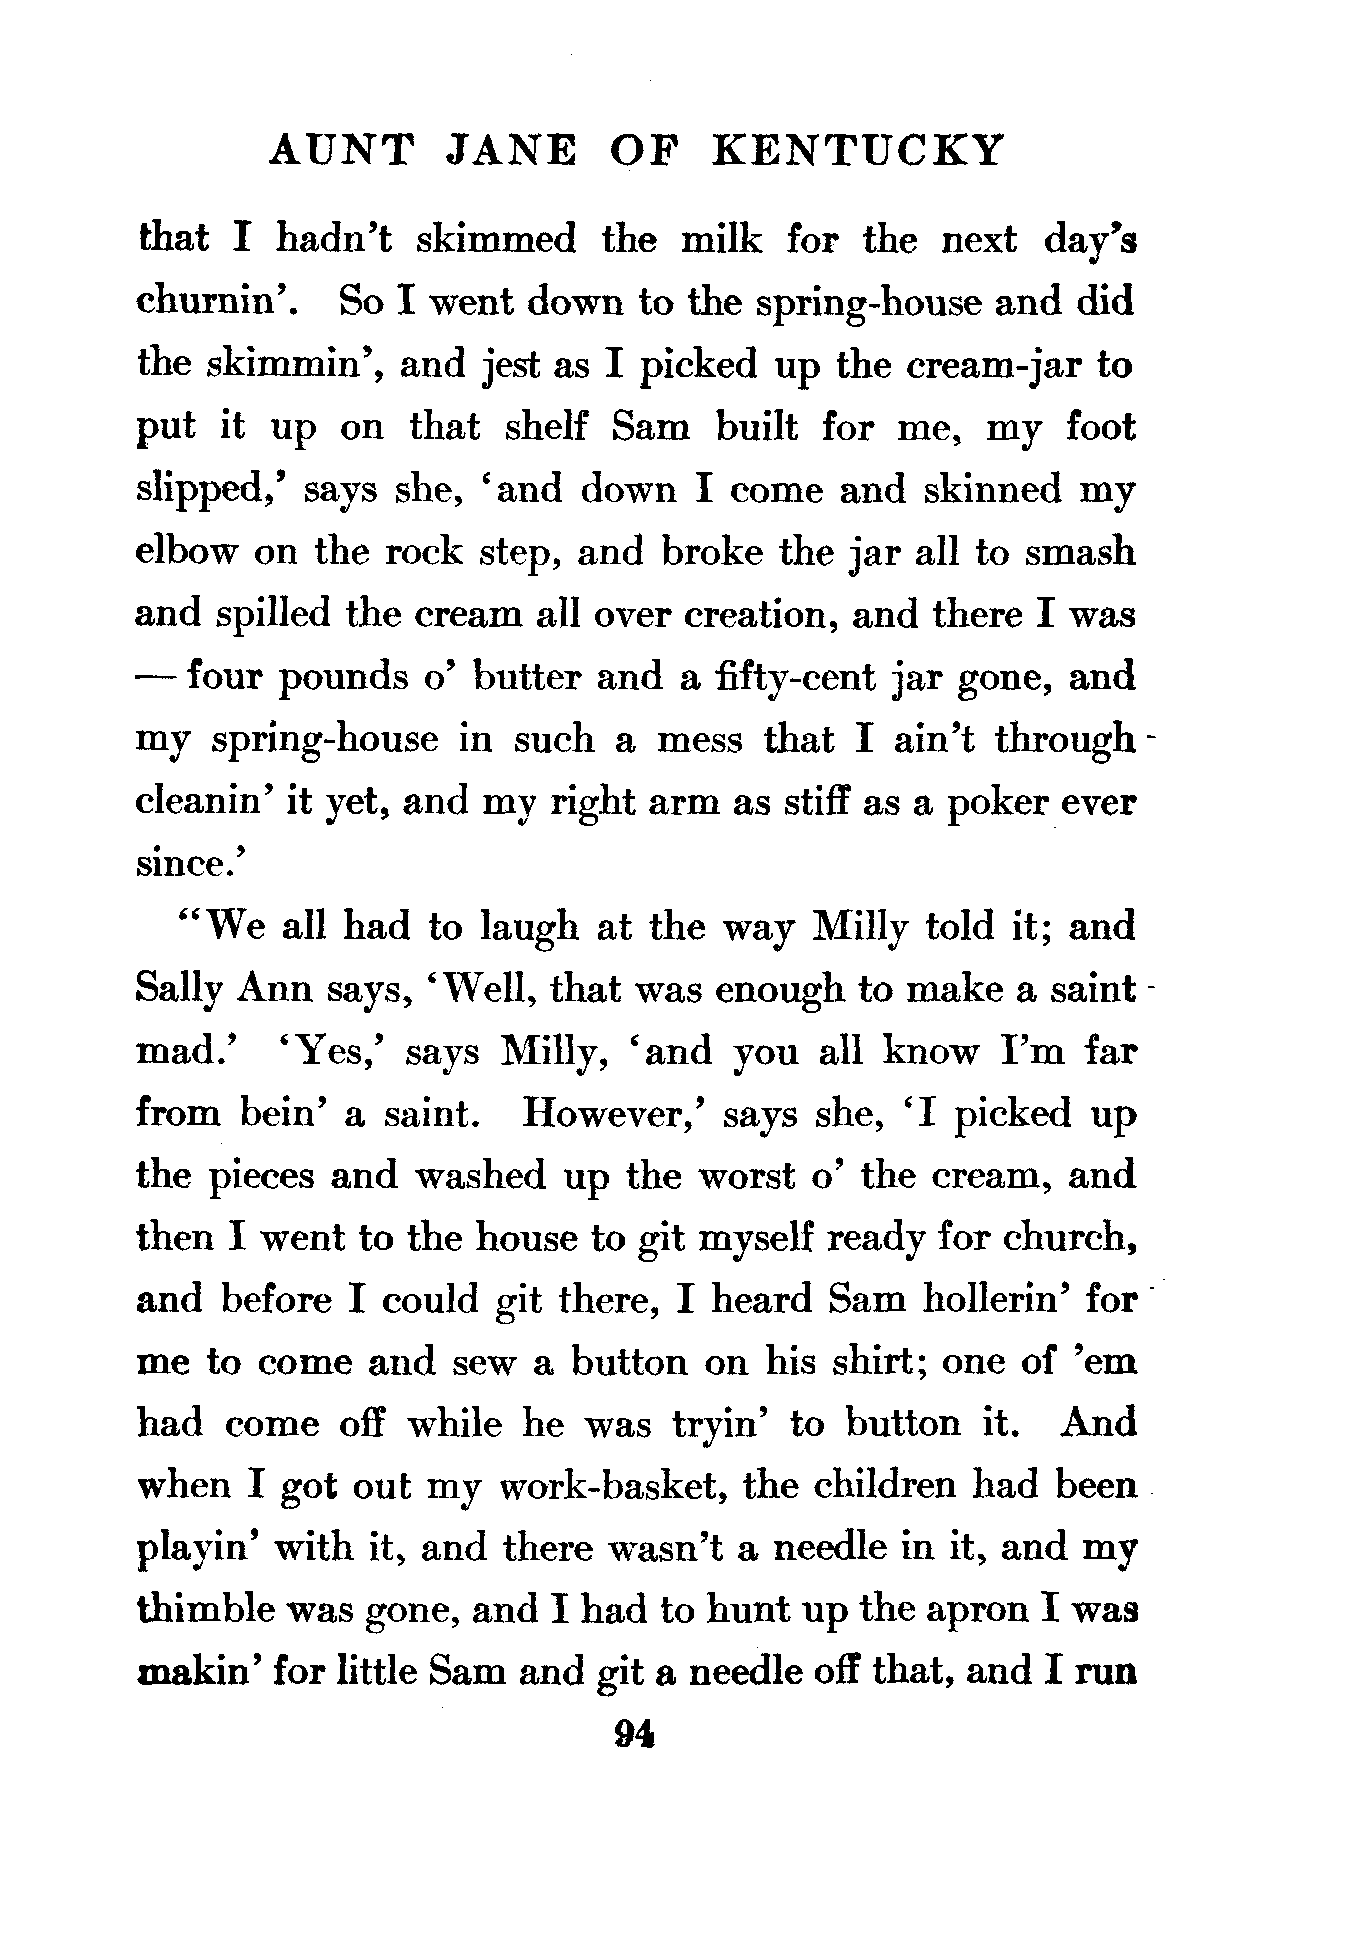 AUNT JANE OF KENTUCKY
that I hadn't skimmed the milk for the next day's
churnin'. So I went down to the spring-house and did
the skimmin', and jest as I picked up the cream-jar to
put it up on that shelf Sam built for me, my foot
slipped,' says she, 'and down I come and skinned my
elbow on the rock step, and broke the jar all to smash
and spilled the cream all over creation, and there I was
— four pounds o' butter and a fifty-cent jar gone, and
my spring-house in such a mess that I ain't through
cleanin' it yet, and my right arm as stiff as a poker ever
since.'
"We all had to laugh at the way Milly told it; and
Sally Ann says, 'Well, that was enough to make a saint
mad.' 'Yes,' says Milly, 'and you all know I'm far
from bein' a saint. However,' says she, 'I picked up
the pieces and washed up the worst o' the cream, and
then I went to the house to git myself ready for church,
and before I could git there, I heard Sam hollerin' for
me to come and sew a button on his shirt; one of 'em
had come off while he was tryin' to button it. And
when I got out my work-basket, the children had been
playin' with it, and there wasn't a needle in it, and my
thimble was gone, and I had to hunt up the apron I was
makin' for little Sam and git a needle off that, and I run
94